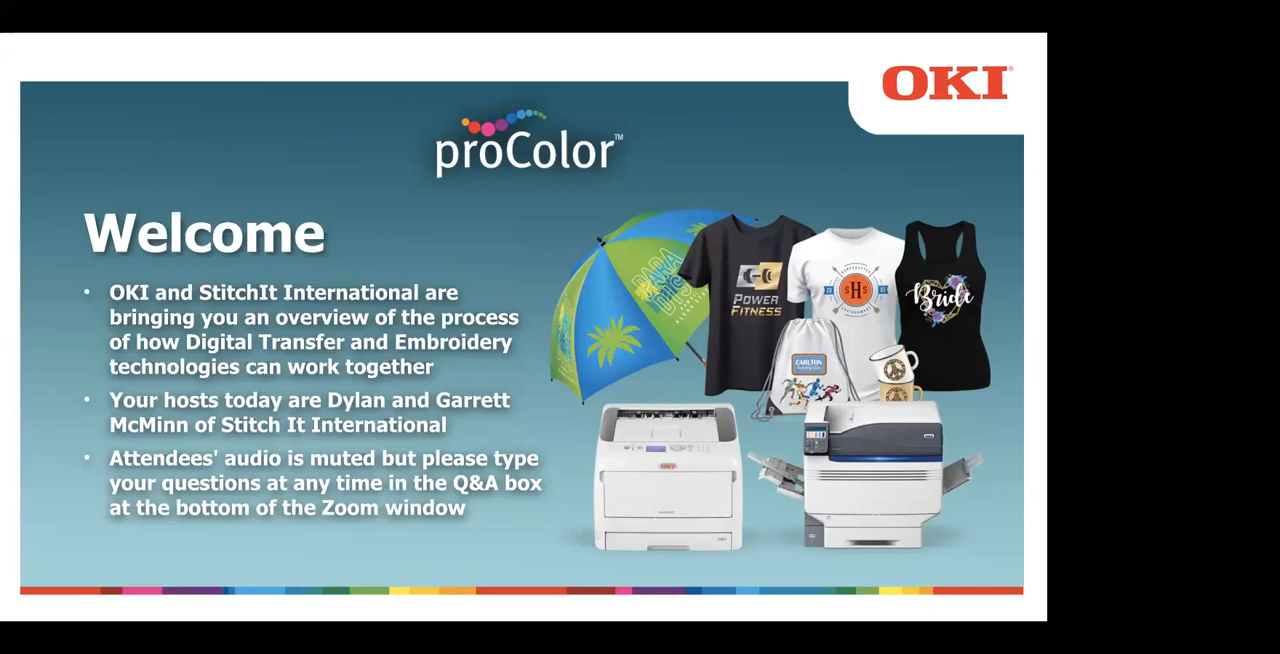 OKI
proColor™
Welcome
• OKI and StitchIt International are
bringing you an overview of the process
of how Digital Transfer and Embroidery
technologies can work together
• Your hosts today are Dylan and Garrett
McMinn of Stitch It International
• Attendees' audio is muted but please type
your questions at any time in the Q&A box
at the bottom of the Zoom window
POWER
FITNESS
SHS
Bride
CARLTON
OKI